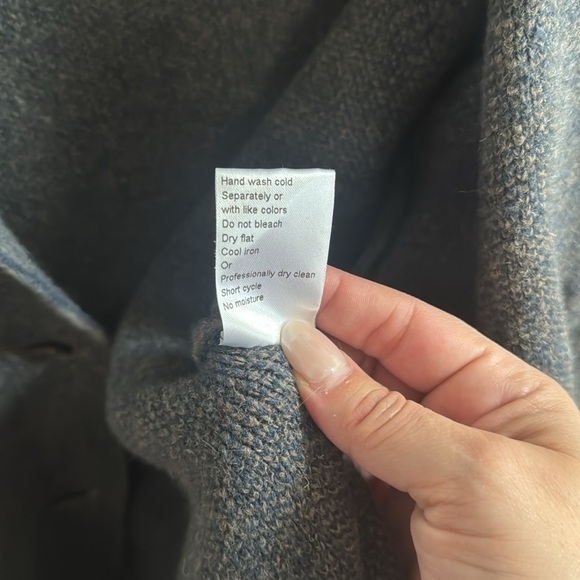 Hand wash cold
Separately or
with like colors
Do not bleach
Dry flat
Cool iron
Or
Professionally dry clean
Short cycle
No moisture